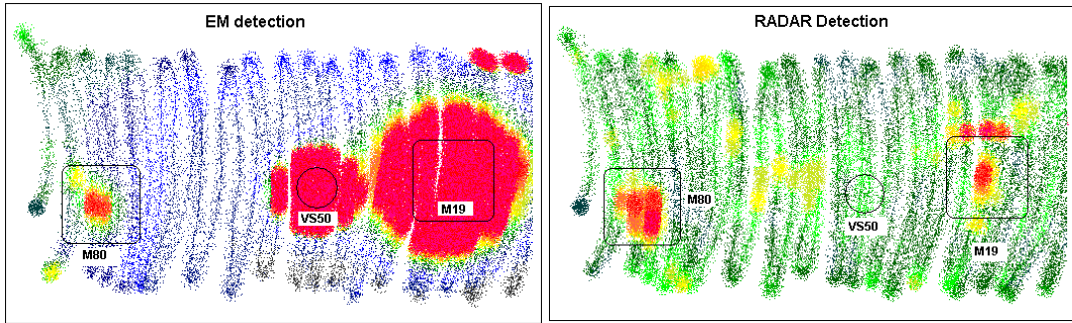 EM detection
VS50
M19
M80
RADAR Detection
M80
VS50
M19